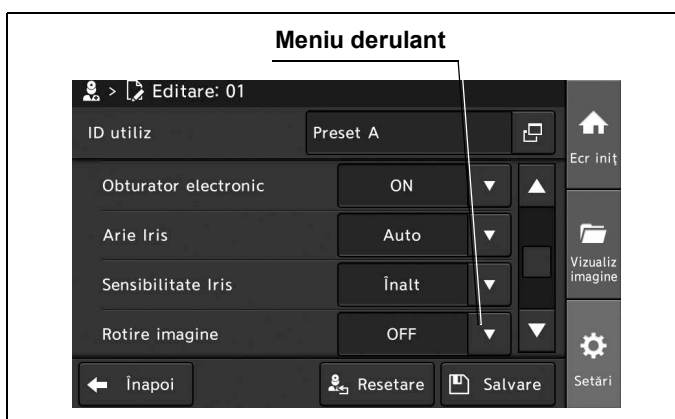 Meniu derulant
> Editare: 01
ID utiliz Preset A
Ecr iniţ
Obturator electronic ON
Arie Iris Auto
Vizualiz
imagine
Sensibilitate Iris Înalt
Rotire imagine OFF
Înapoi Resetare Salvare Setări